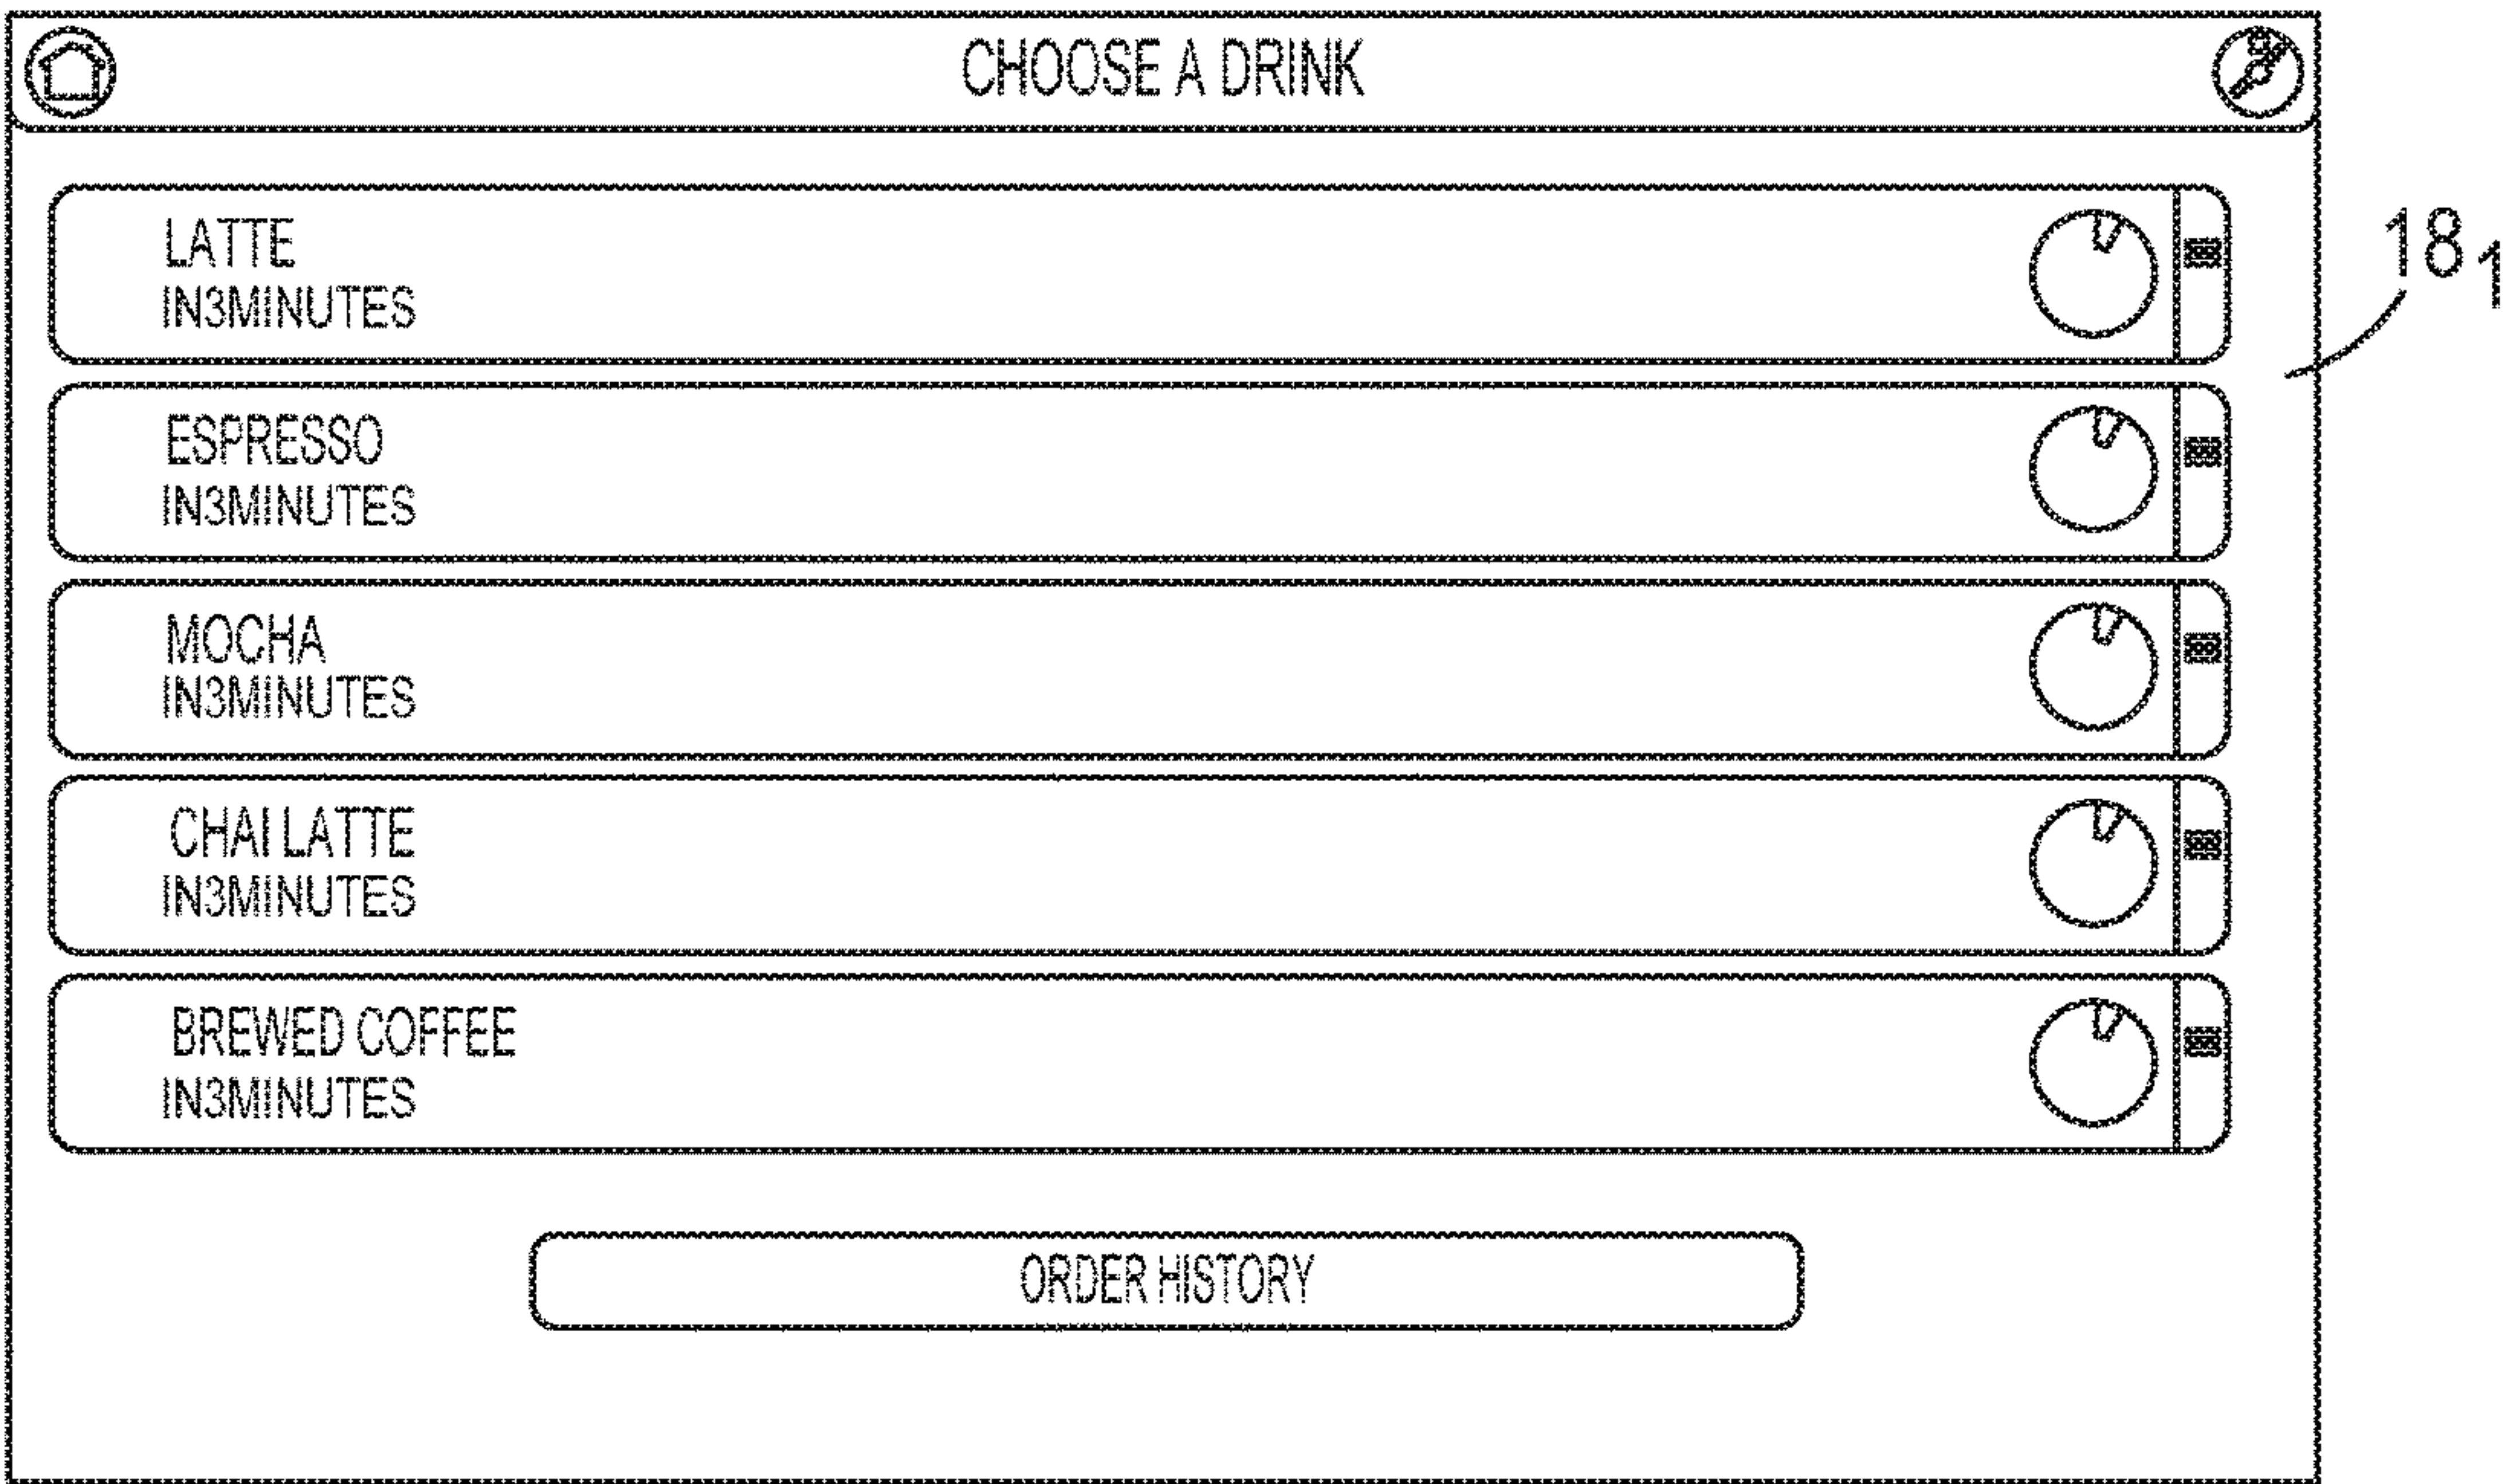 CHOOSE A DRINK
LATTE
IN3MINUTES
18₁
ESPRESSO
IN3MINUTES
MOCHA
IN3MINUTES
CHAI LATTE
IN3MINUTES
BREWED COFFEE
IN3MINUTES
ORDER HISTORY